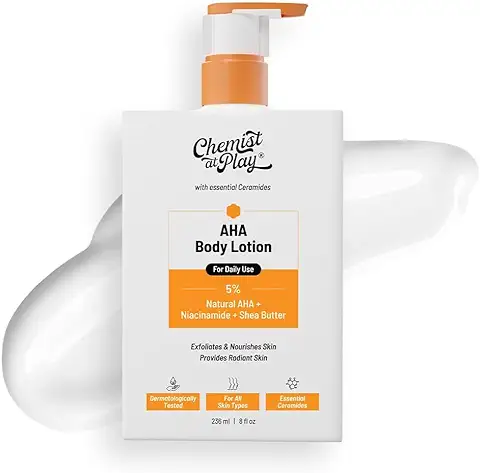 Chemist
at Play®
with essential Ceramides
AHA
Body Lotion
For Daily Use
5%
Natural AHA +
Niacinamide + Shea Butter
Exfoliates & Nourishes Skin
Provides Radiant Skin
Dermatologically
Tested
For All
Skin Types
Essential
Ceramides
236 ml | 8 fl oz